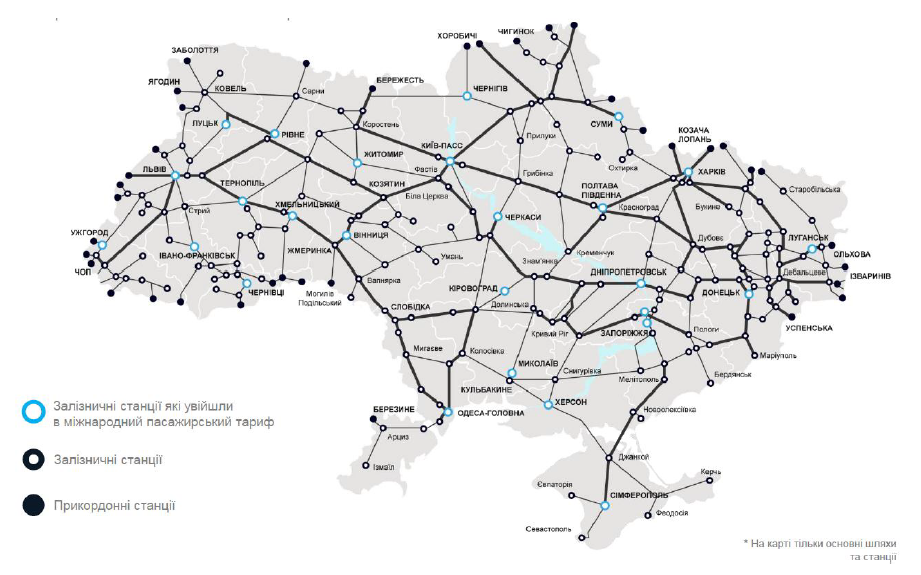 ХОРОБИЧІ
ЧИГИНОК
ЗАБОЛОТТЯ
ЯГОДИН
КОВЕЛЬ
Сарни
БЕРЕЖЕСТЬ
ЧЕРНІГІВ
ЛУЦЬК
РІВНЕ
Коростень
СУМИ
КОЗАЧА
ЛОПАНЬ
КИЇВ-ПАСС
Прилуки
ЖИТОМИР
Фастів
Охтирка
ХАРКІВ
ЛЬВІВ
ТЕРНОПІЛЬ
КОЗЯТИН
Гребінка
ПОЛТАВА
ПІВДЕННА
Старобільська
Біла Церква
Стрий
ХМЕЛЬНИЦЬКИЙ
Красноград
Букине
ЧЕРКАСИ
УЖГОРОД
ВІННИЦЯ
Дубове
ЛУГАНСЬК
ІВАНО-ФРАНКІВСЬК
ЖМЕРИНКА
Умань
Знам'янка
Кременчук
ОЛЬХОВА
ЧОП
Вапнярка
ДНІПРОПЕТРОВСЬК
Дебальцеве
ІЗВАРИНІВ
ЧЕРНІВЦІ
Могилів
Подільський
КІРОВОГРАД
ДОНЕЦЬК
СЛОБІДКА
Долинська
Кривий Ріг
ЗАПОРІЖЖЯ
Пологи
УСПЕНСЬКА
Мигаєве
Колосівка
МИКОЛАЇВ
Снигурівка
Маріуполь
Мелітополь
Бердянськ
КУЛЬБАКИНЕ
ХЕРСОН
БЕРЕЗИНЕ
ОДЕСА-ГОЛОВНА
Новоолексіївка
Арциз
Ізмаїл
Джанкой
Керчь
Євпаторія
СІМФЕРОПОЛЬ
Феодосія
Севастополь
Залізничні станції які увійшли
в міжнародний пасажирський тариф
Залізничні станції
Прикордонні станції
* На карті тільки основні шляхи
та станції